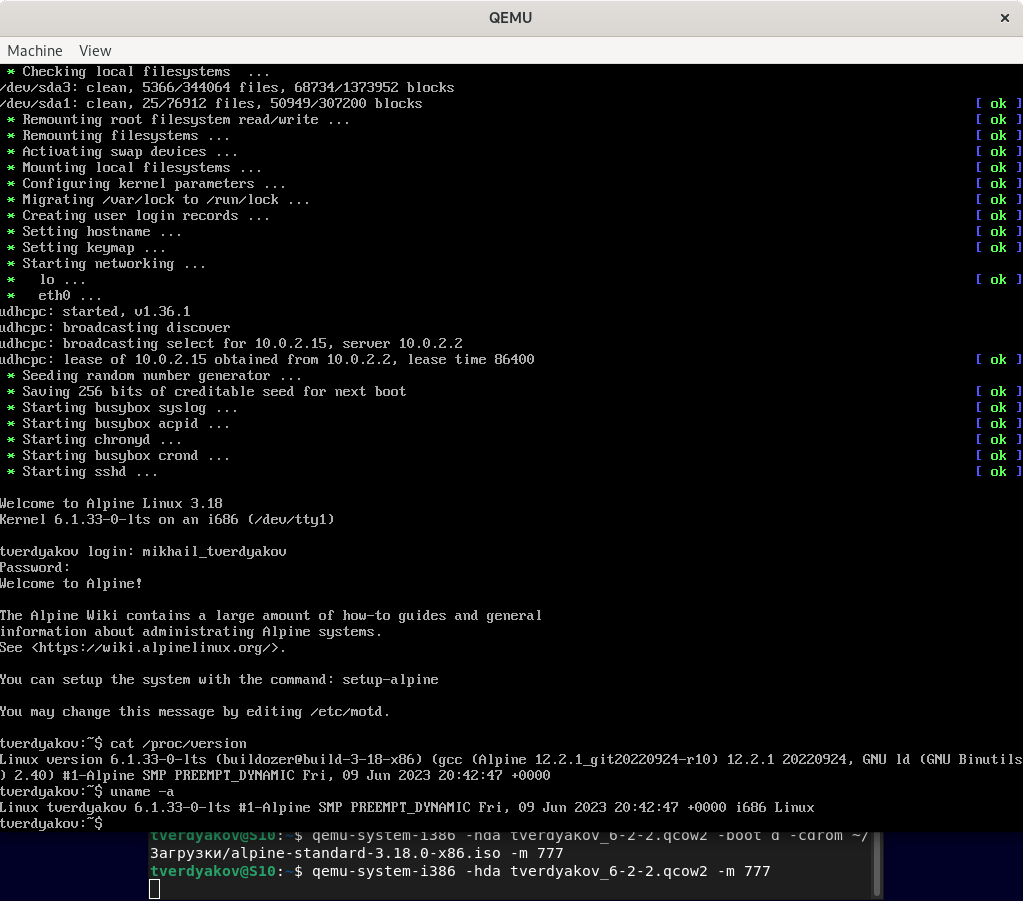 QEMU
Machine View
* Checking local filesystems ...
/dev/sda3: clean, 5366/344064 files, 68734/1373952 blocks
/dev/sda1: clean, 25/76912 files, 50949/307200 blocks [ ok ]
* Remounting root filesystem read/write ... [ ok ]
* Remounting filesystems ... [ ok ]
* Activating swap devices ... [ ok ]
* Mounting local filesystems ... [ ok ]
* Configuring kernel parameters ... [ ok ]
* Migrating /var/lock to /run/lock ... [ ok ]
* Creating user login records ... [ ok ]
* Setting hostname ... [ ok ]
* Setting keymap ... [ ok ]
* Starting networking ...
* lo ... [ ok ]
* eth0 ...
udhcpc: started, v1.36.1
udhcpc: broadcasting discover
udhcpc: broadcasting select for 10.0.2.15, server 10.0.2.2
udhcpc: lease of 10.0.2.15 obtained from 10.0.2.2, lease time 86400 [ ok ]
* Seeding random number generator ...
* Saving 256 bits of creditable seed for next boot [ ok ]
* Starting busybox syslog ... [ ok ]
* Starting busybox acpid ... [ ok ]
* Starting chronyd ... [ ok ]
* Starting busybox crond ... [ ok ]
* Starting sshd ... [ ok ]
Welcome to Alpine Linux 3.18
Kernel 6.1.33-0-lts on an i686 (/dev/tty1)
tverdyakov login: mikhail_tverdyakov
Password:
Welcome to Alpine!
The Alpine Wiki contains a large amount of how-to guides and general
information about administrating Alpine systems.
See <https://wiki.alpinelinux.org/>.
You can setup the system with the command: setup-alpine
You may change this message by editing /etc/motd.
tverdyakov:~$ cat /proc/version
Linux version 6.1.33-0-lts (buildozer@build-3-18-x86) (gcc (Alpine 12.2.1_git20220924-r10) 12.2.1 20220924, GNU ld (GNU Binutils
) 2.40) #1-Alpine SMP PREEMPT_DYNAMIC Fri, 09 Jun 2023 20:42:47 +0000
tverdyakov:~$ uname -a
Linux tverdyakov 6.1.33-0-lts #1-Alpine SMP PREEMPT_DYNAMIC Fri, 09 Jun 2023 20:42:47 +0000 i686 Linux
tverdyakov:~$
tverdyakov@S10:~$ qemu-system-i386 -hda tverdyakov_6-2-2.qcow2 -boot d -cdrom ~/
Загрузки/alpine-standard-3.18.0-x86.iso -m 777
tverdyakov@S10:~$ qemu-system-i386 -hda tverdyakov_6-2-2.qcow2 -m 777